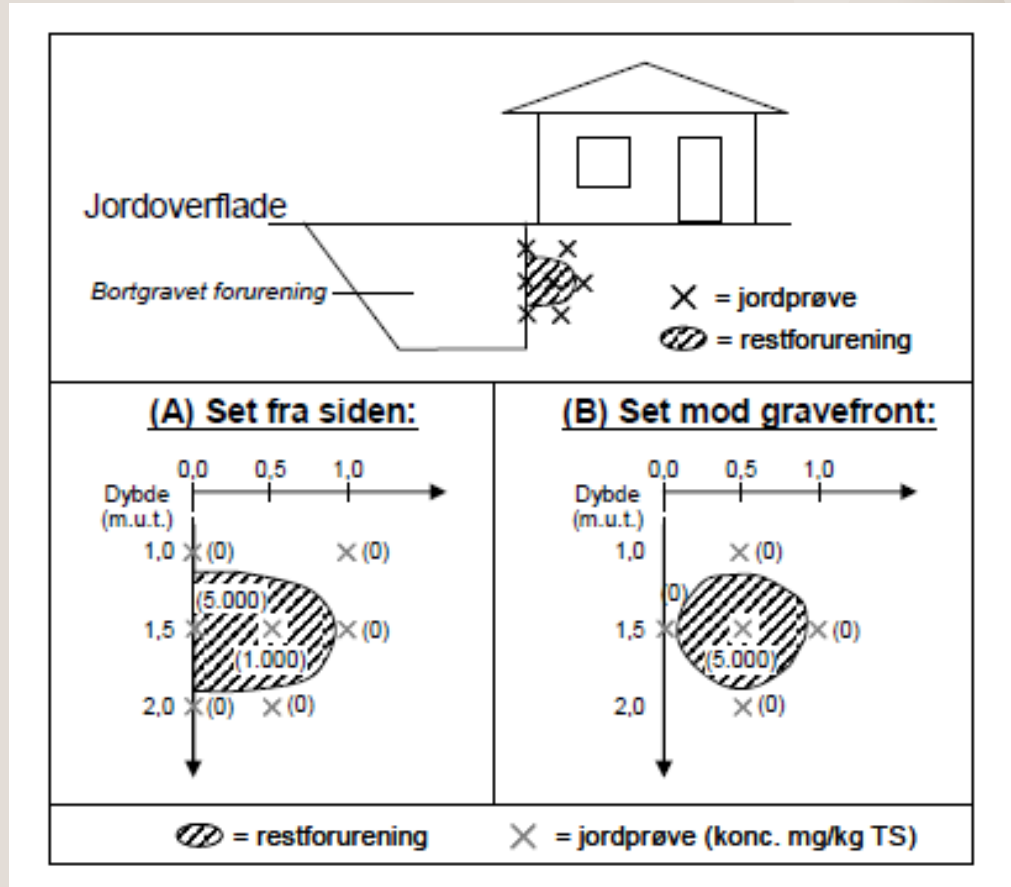 Jordoverflade
Bortgravet forurening
= jordprøve
= restforurening
(A) Set fra siden:
0,0 0,5 1,0
Dybde
(m.u.t.)
1,0 (0) (0)
(5.000)
1,5 (0)
(1.000)
2,0 (0) (0)
(B) Set mod gravefront:
0,0 0,5 1,0
Dybde
(m.u.t.)
1,0 (0)
(0)
1,5 (0)
(5.000)
2,0 (0)
= restforurening = jordprøve (konc. mg/kg TS)